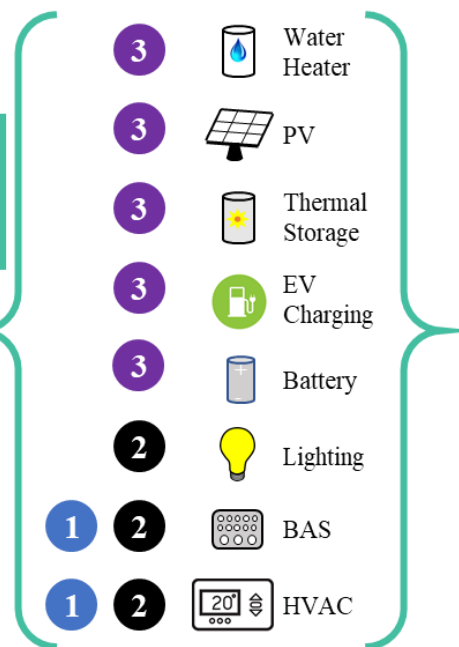 3 Water
Heater
3 PV
3 Thermal
Storage
3 EV
Charging
3 + - Battery
2 Lighting
1 2 BAS
1 2 20° HVAC